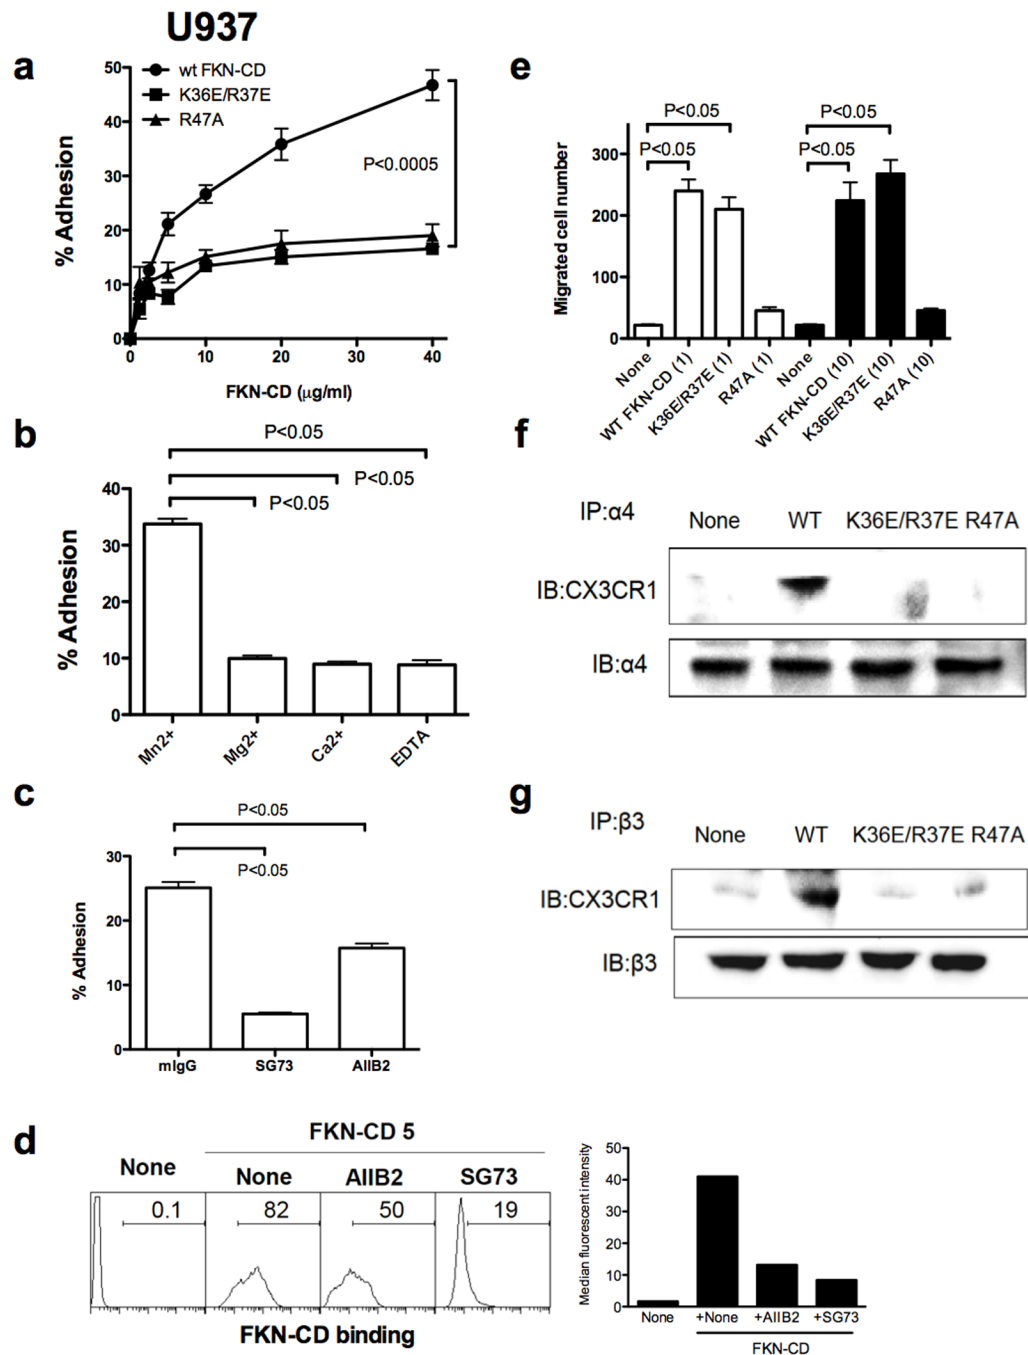 U937
a
50
40
30
20
10
0
% Adhesion
wt FKN-CD
K36E/R37E
R47A
P<0.0005
0 10 20 30 40
FKN-CD (μg/ml)
b
P<0.05
P<0.05
P<0.05
40
30
20
10
0
% Adhesion
Mn2+ Mg2+ Ca2+ EDTA
c
P<0.05
P<0.05
30
20
10
0
% Adhesion
mIgG SG73 AIIB2
d
FKN-CD 5
None None AIIB2 SG73
0.1 82 50 19
FKN-CD binding
Median fluorescent intensity
50
40
30
20
10
0
None +None +AIIB2 +SG73
FKN-CD
e
P<0.05
P<0.05
P<0.05
P<0.05
Migrated cell number
300
200
100
0
None WT FKN-CD (1) K36E/R37E (1) R47A (1) None WT FKN-CD (10) K36E/R37E (10) R47A (10)
f
IP:α4 None WT K36E/R37E R47A
IB:CX3CR1
IB:α4
g
IP:β3 None WT K36E/R37E R47A
IB:CX3CR1
IB:β3